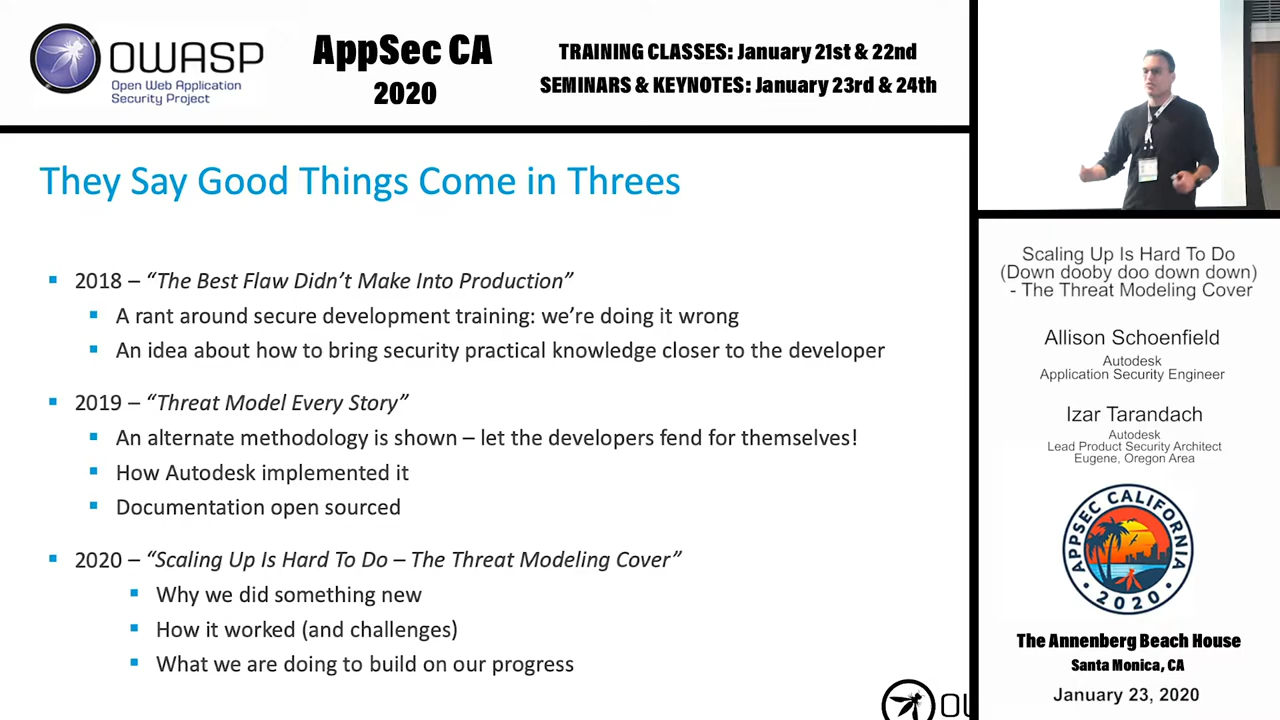 OWASP
Open Web Application
Security Project
AppSec CA
2020
TRAINING CLASSES: January 21st & 22nd
SEMINARS & KEYNOTES: January 23rd & 24th
They Say Good Things Come in Threes
▪ 2018 – “The Best Flaw Didn’t Make Into Production”
▪ A rant around secure development training: we’re doing it wrong
▪ An idea about how to bring security practical knowledge closer to the developer
▪ 2019 – “Threat Model Every Story”
▪ An alternate methodology is shown – let the developers fend for themselves!
▪ How Autodesk implemented it
▪ Documentation open sourced
▪ 2020 – “Scaling Up Is Hard To Do – The Threat Modeling Cover”
▪ Why we did something new
▪ How it worked (and challenges)
▪ What we are doing to build on our progress
Scaling Up Is Hard To Do
(Down dooby doo down down)
- The Threat Modeling Cover
Allison Schoenfield
Autodesk
Application Security Engineer
Izar Tarandach
Autodesk
Lead Product Security Architect
Eugene, Oregon Area
APPSEC CALIFORNIA
2020
The Annenberg Beach House
Santa Monica, CA
January 23, 2020